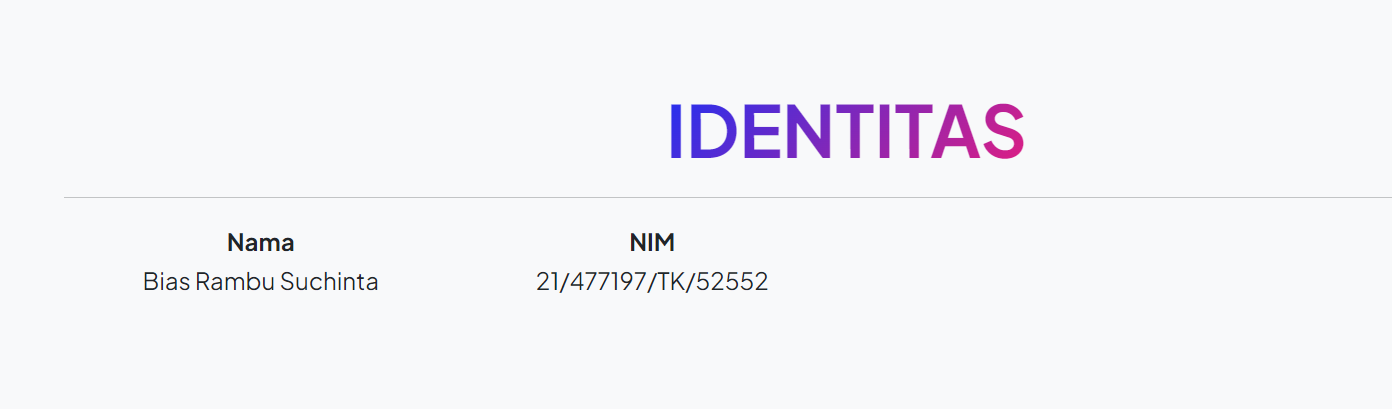 IDENTITAS
Nama NIM
Bias Rambu Suchinta 21/477197/TK/52552